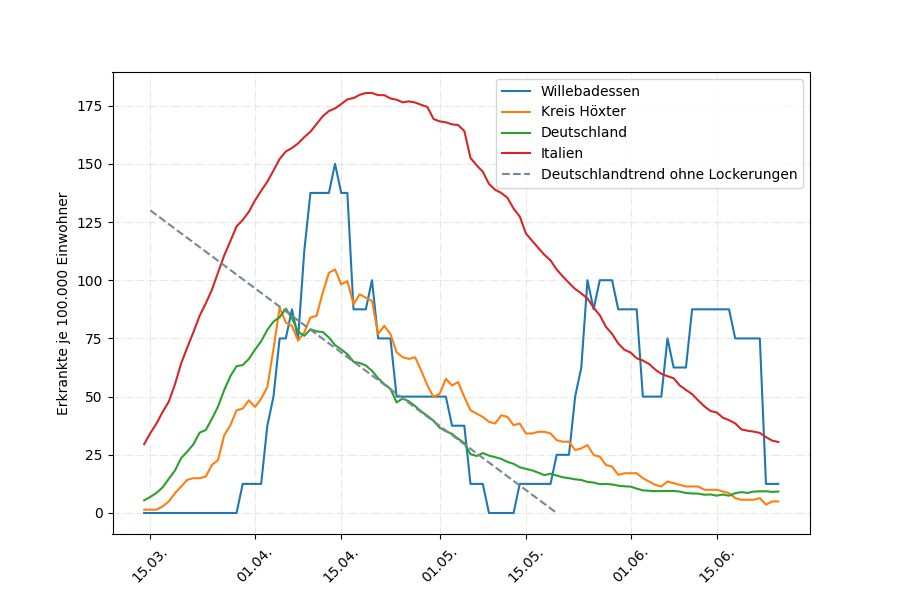 Erkrankte je 100.000 Einwohner
175
150
125
100
75
50
25
0
15.03.
01.04.
15.04.
01.05.
15.05.
01.06.
15.06.
Willebadessen
Kreis Höxter
Deutschland
Italien
Deutschlandtrend ohne Lockerungen